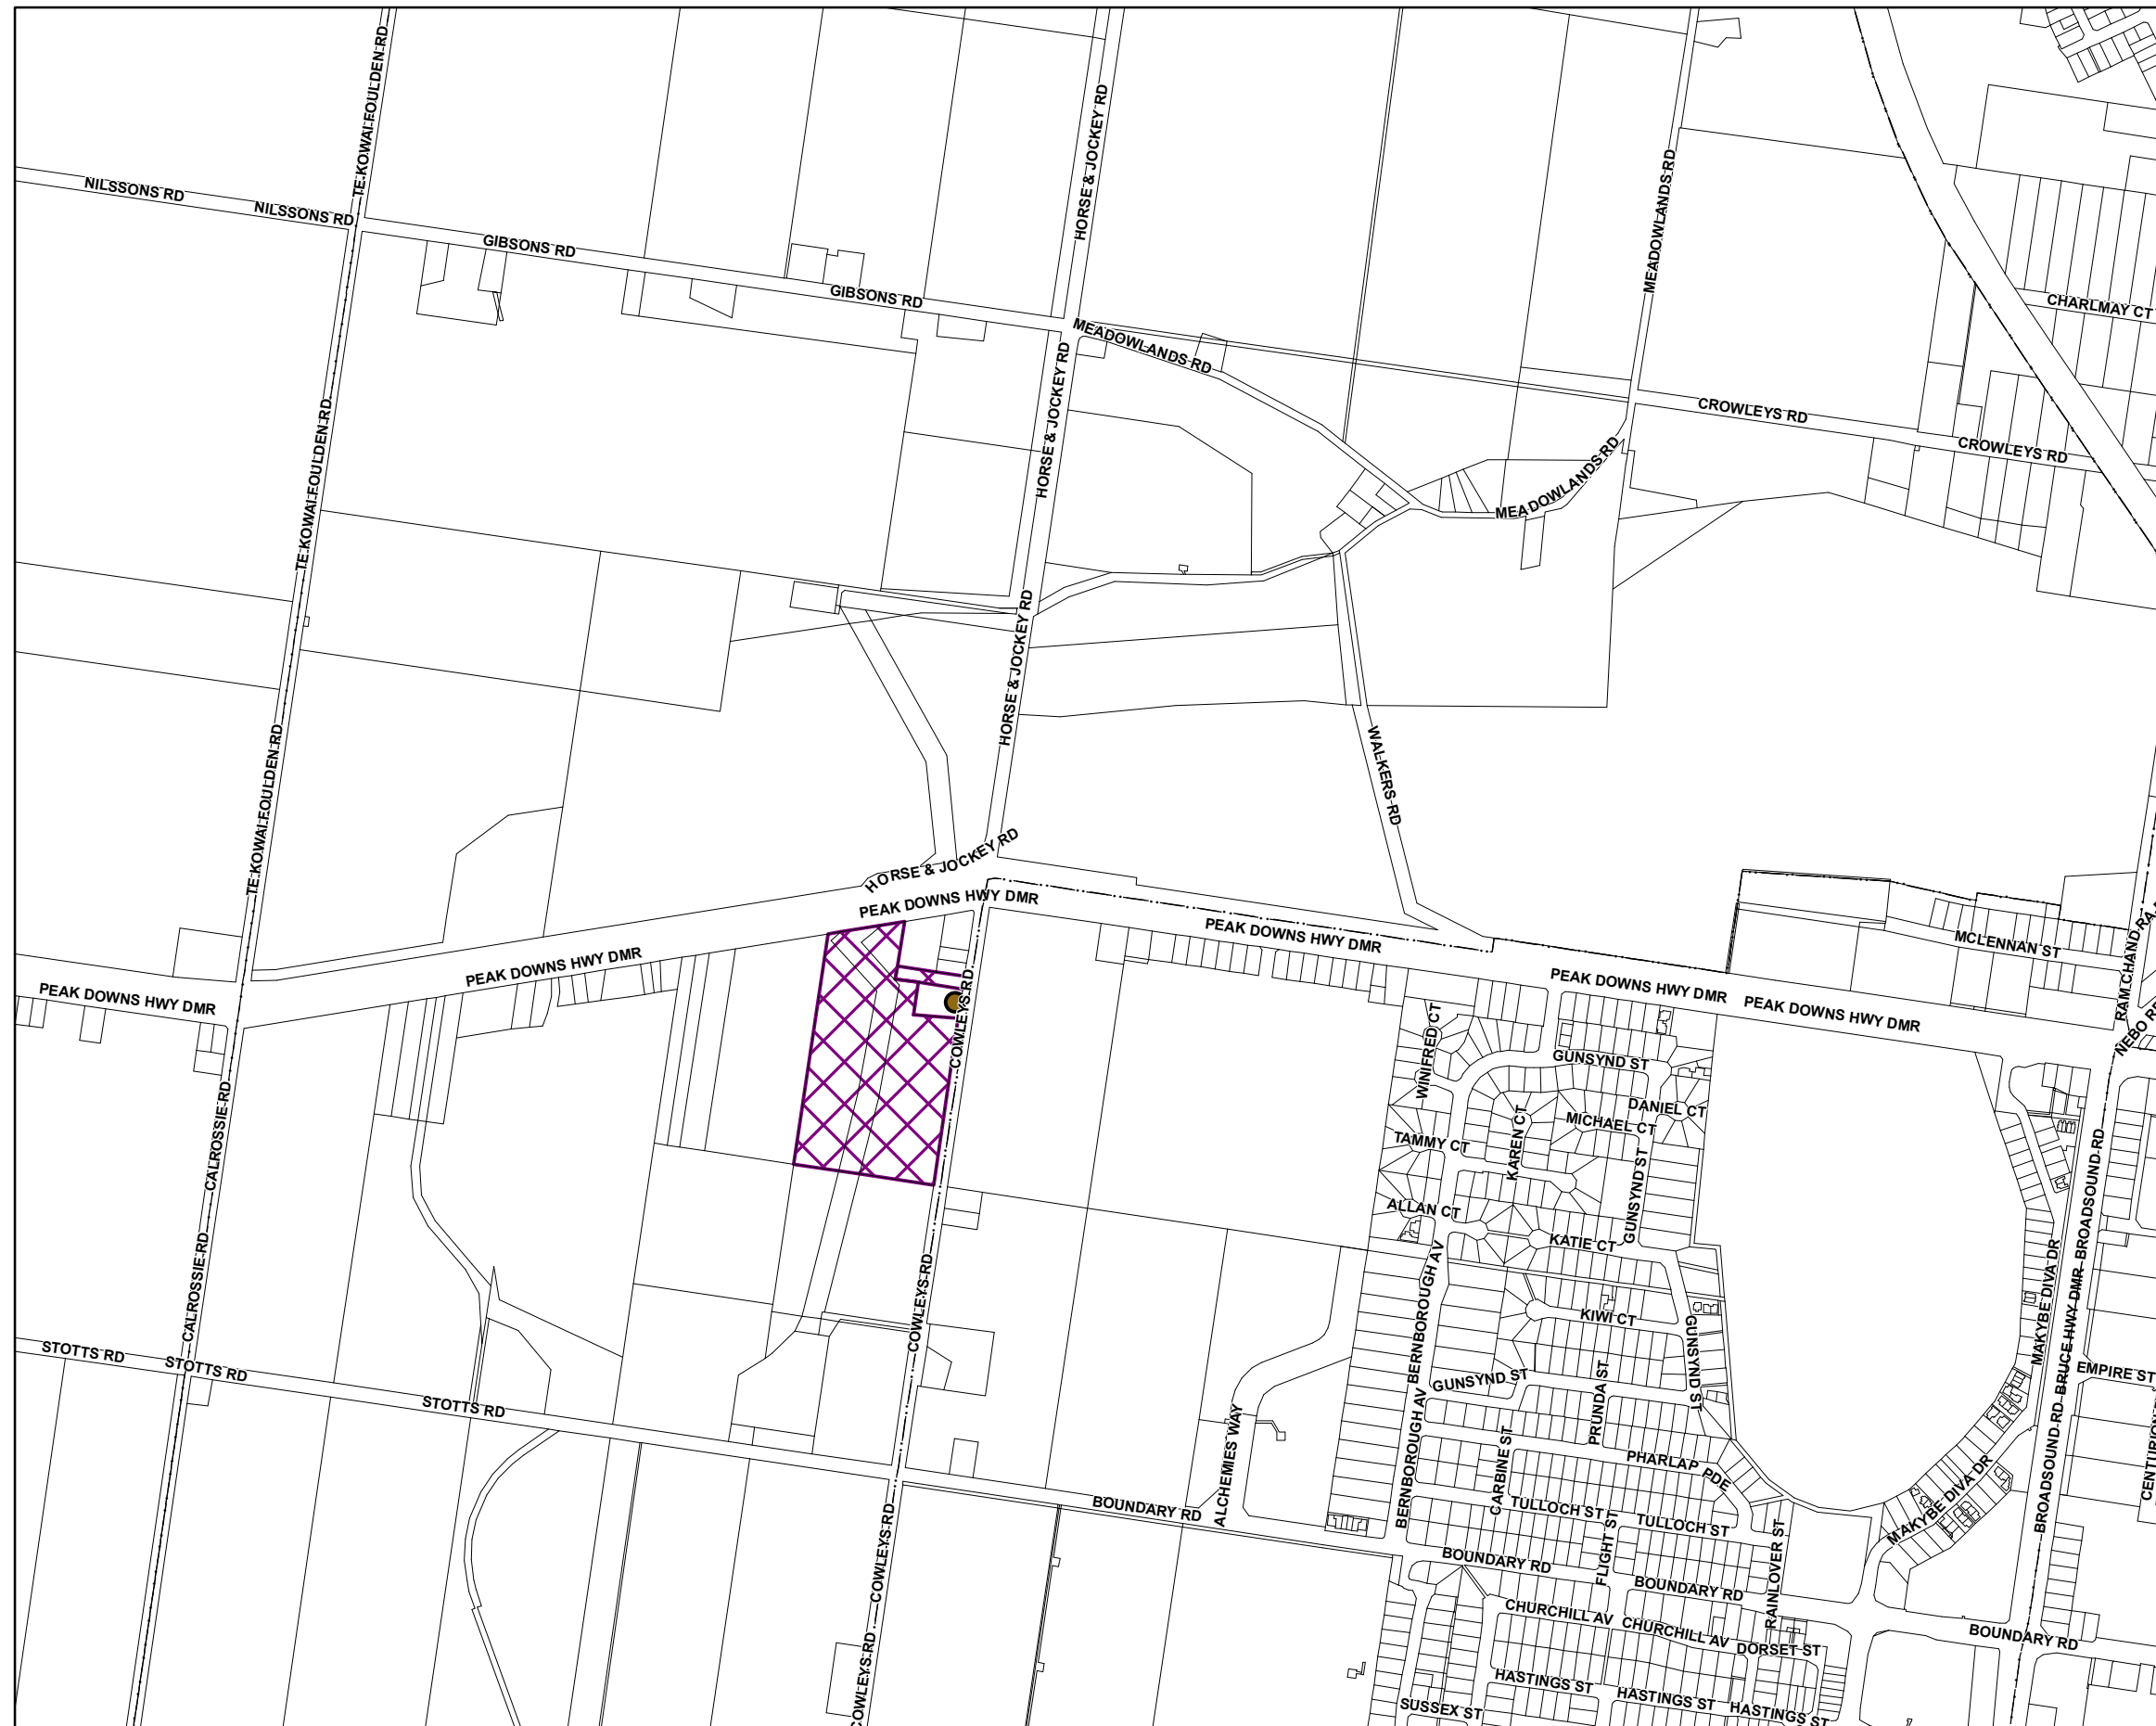 TE KOWAI FOULDEN RD
HORSE & JOCKEY RD
MEADOWLANDS RD
NILSSONS RD
NILSSONS RD
GIBSONS RD
GIBSONS RD
CHARLMAY CT
MEADOWLANDS RD
HORSE & JOCKEY RD
CROWLEYS RD
CROWLEYS RD
TE KOWAI FOULDEN RD
MEADOWLANDS RD
HORSE & JOCKEY RD
TE KOWAI FOULDEN RD
WALKERS RD
HORSE & JOCKEY RD
PEAK DOWNS HWY DMR
PEAK DOWNS HWY DMR
MCLENNAN ST
PEAK DOWNS HWY DMR
PEAK DOWNS HWY DMR
PEAK DOWNS HWY DMR
PEAK DOWNS HWY DMR
COWLEYS RD
NEBO RD
WINIFRED CT
GUNSYND ST
DANIEL CT
MICHAEL CT
TAMMY CT
KAREN CT
CALROSSIE RD
GUNSYND ST
ALLAN CT
KATIE CT
CALROSSIE RD
COWLEYS RD
BERNBOROUGH AV
KIWI CT
GUNSYND ST
MAKYBE DIVA DR
BROADSOUND RD
BRUCE HWY DMR
EMPIRE ST
STOTTS RD
STOTTS RD
STOTTS RD
GUNSYND ST
PRUNDA ST
BERNBOROUGH AV
ALCHEMIES WAY
CARBINE ST
PHARLAP PDE
BROADSOUND RD
MAKYBE DIVA DR
BOUNDARY RD
TULLOCH ST
TULLOCH ST
COWLEYS RD
FLIGHT ST
RAINLOVER ST
BOUNDARY RD
BOUNDARY RD
CHURCHILL AV
CHURCHILL AV
DORSET ST
BOUNDARY RD
COWLEYS RD
HASTINGS ST
HASTINGS ST
HASTINGS ST
SUSSEX ST